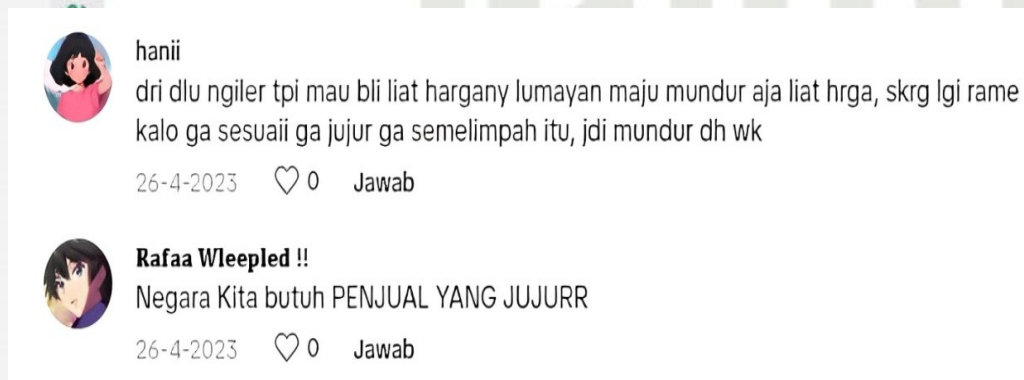 hanii
dri dlu ngiler tpi mau bli liat hargany lumayan maju mundur aja liat hrga, skrg lgi rame
kalo ga sesuaii ga jujur ga semelimpah itu, jdi mundur dh wk
26-4-2023 0 Jawab
Rafaa Wleepled !!
Negara Kita butuh PENJUAL YANG JUJURR
26-4-2023 0 Jawab